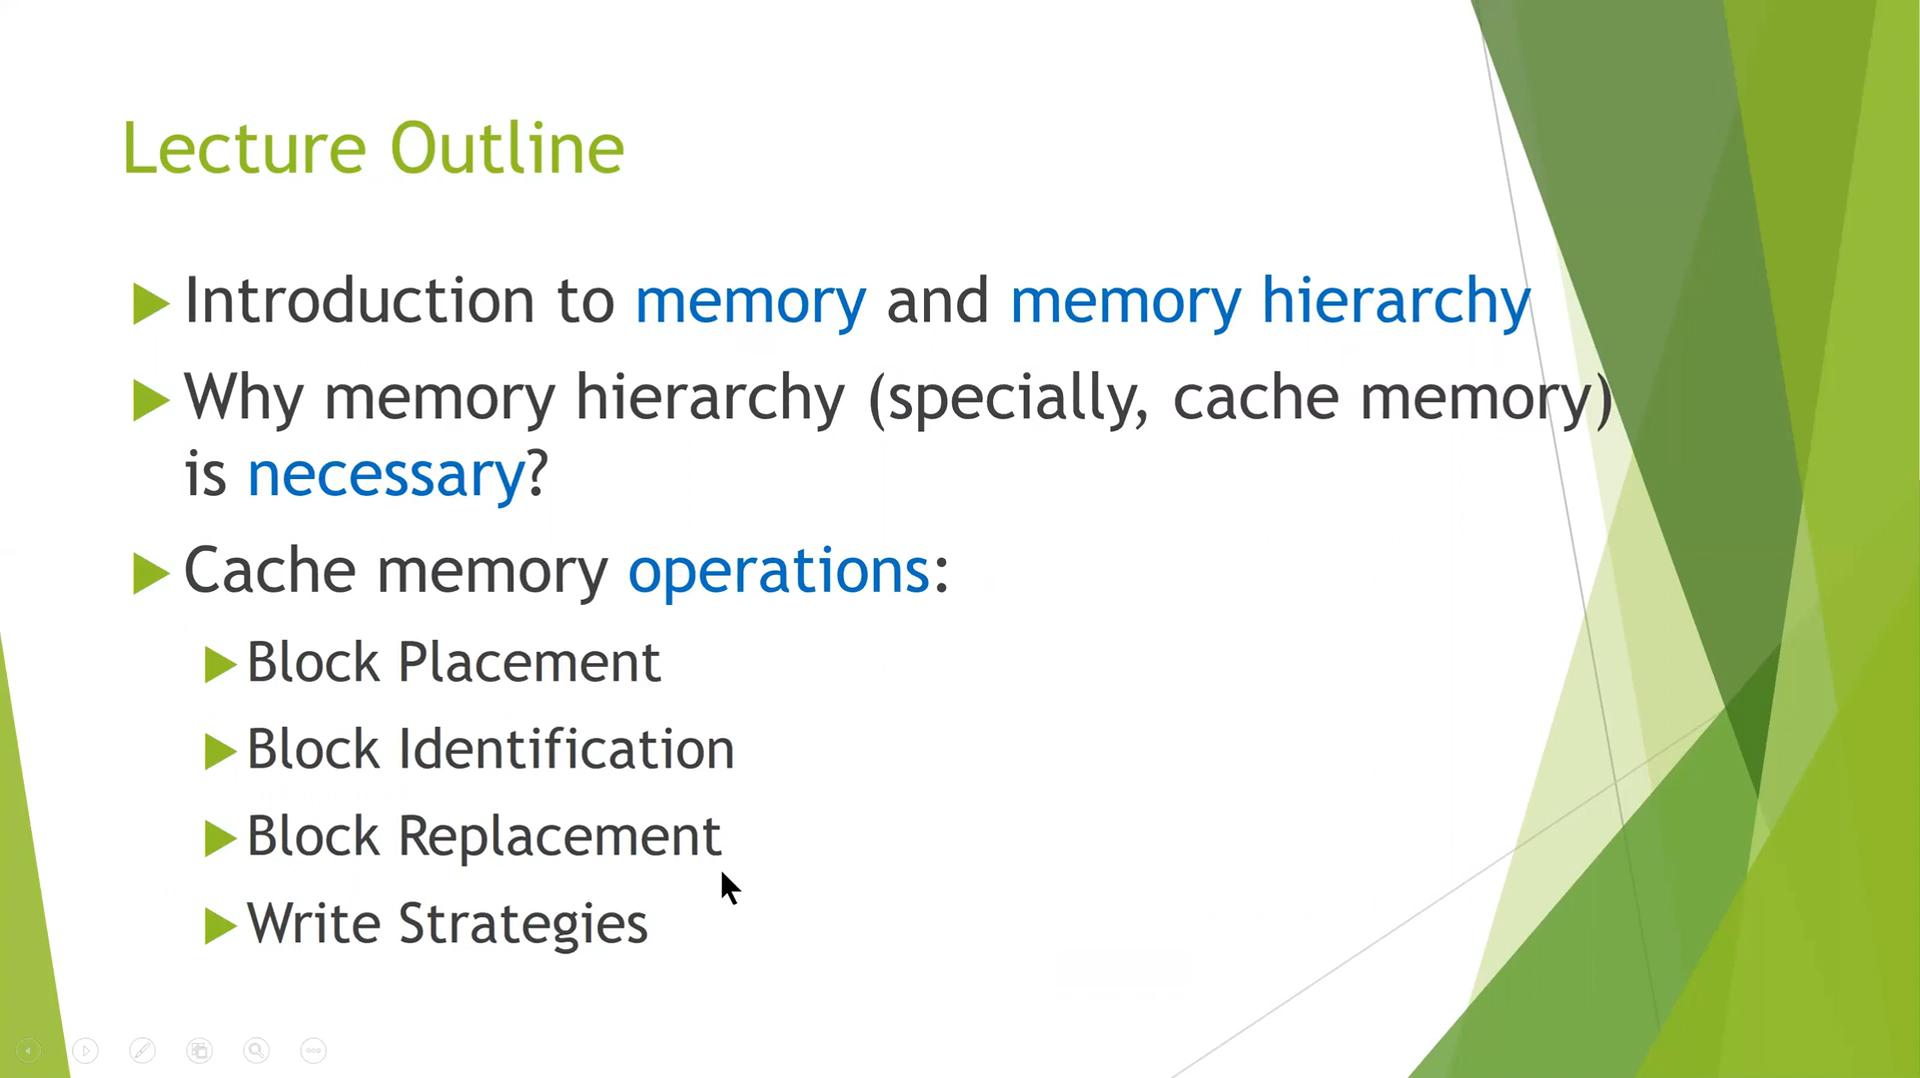 Lecture Outline
Introduction to memory and memory hierarchy
Why memory hierarchy (specially, cache memory)
is necessary?
Cache memory operations:
Block Placement
Block Identification
Block Replacement
Write Strategies